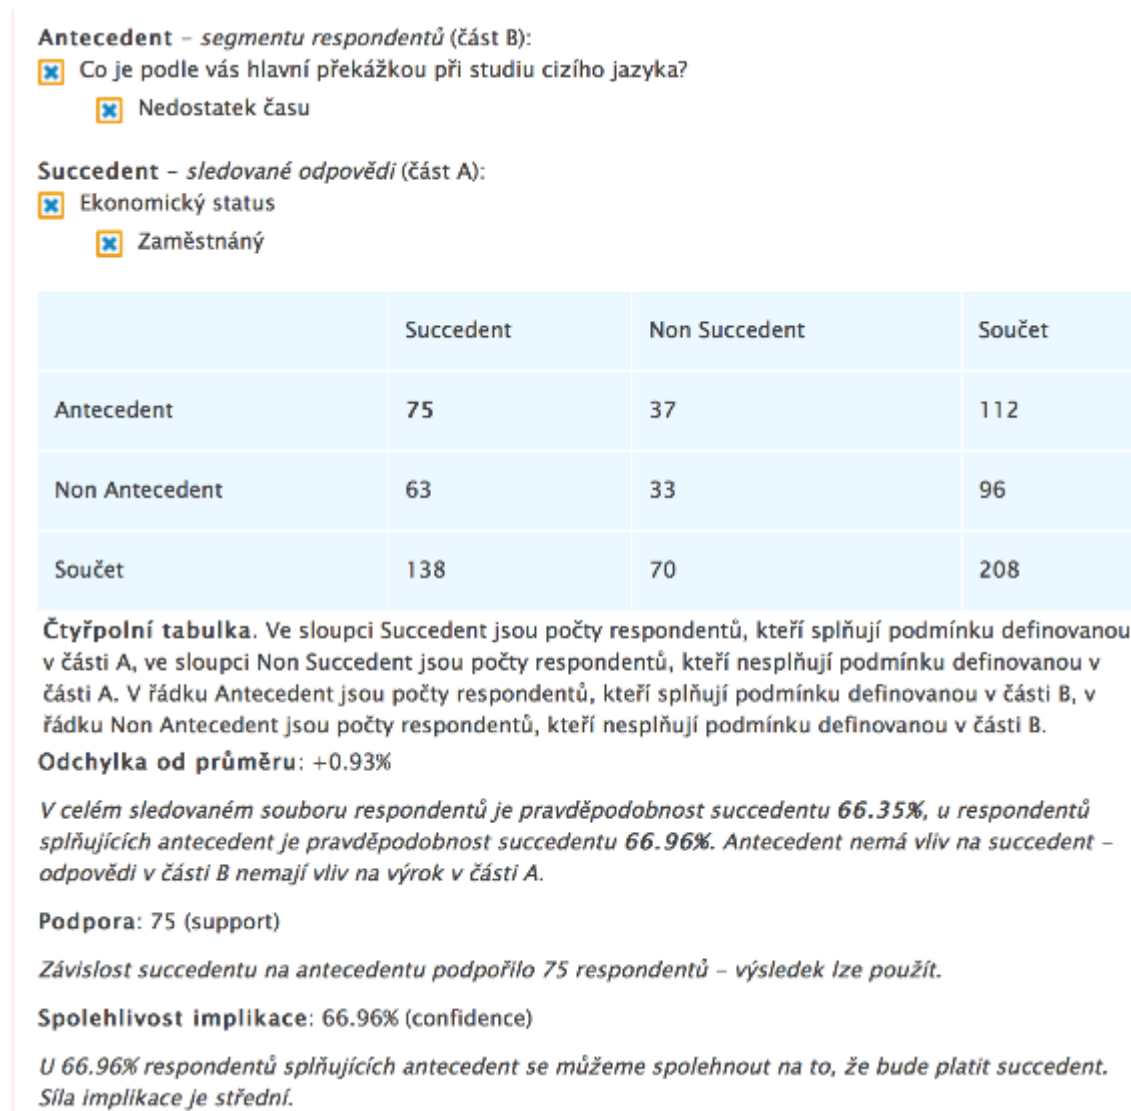 Antecedent – segmentu respondentů (část B):
Co je podle vás hlavní překážkou při studiu cizího jazyka?
Nedostatek času
Succedent – sledované odpovědi (část A):
Ekonomický status
Zaměstnáný
Succedent Non Succedent Součet
Antecedent 75 37 112
Non Antecedent 63 33 96
Součet 138 70 208
Čtyřpolní tabulka. Ve sloupci Succedent jsou počty respondentů, kteří splňují podmínku definovanou
v části A, ve sloupci Non Succedent jsou počty respondentů, kteří nesplňují podmínku definovanou v
části A. V řádku Antecedent jsou počty respondentů, kteří splňují podmínku definovanou v části B, v
řádku Non Antecedent jsou počty respondentů, kteří nesplňují podmínku definovanou v části B.
Odchylka od průměru: +0.93%
V celém sledovaném souboru respondentů je pravděpodobnost succedentu 66.35%, u respondentů
splňujících antecedent je pravděpodobnost succedentu 66.96%. Antecedent nemá vliv na succedent –
odpovědi v části B nemají vliv na výrok v části A.
Podpora: 75 (support)
Závislost succedentu na antecedentu podpořilo 75 respondentů – výsledek lze použít.
Spolehlivost implikace: 66.96% (confidence)
U 66.96% respondentů splňujících antecedent se můžeme spolehnout na to, že bude platit succedent.
Síla implikace je střední.